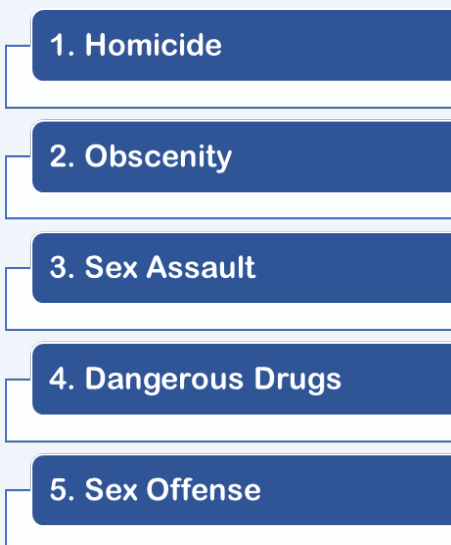 1. Homicide
2. Obscenity
3. Sex Assault
4. Dangerous Drugs
5. Sex Offense